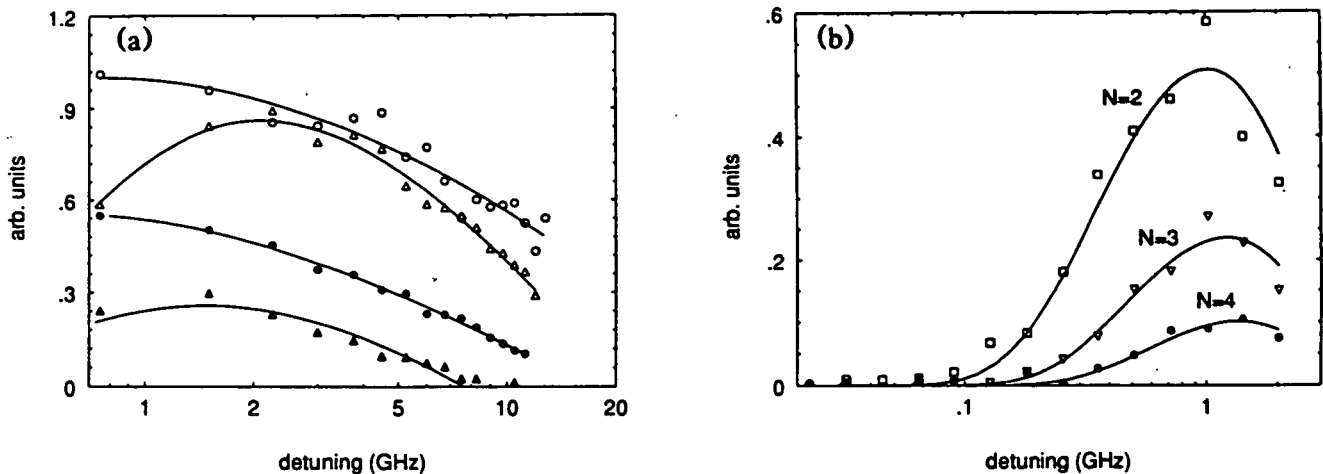 (a)
1.2
.9
.6
.3
0
arb. units
1
2
5
10
20
detuning (GHz)
(b)
.6
.4
.2
0
arb. units
N=2
N=3
N=4
.1
1
detuning (GHz)